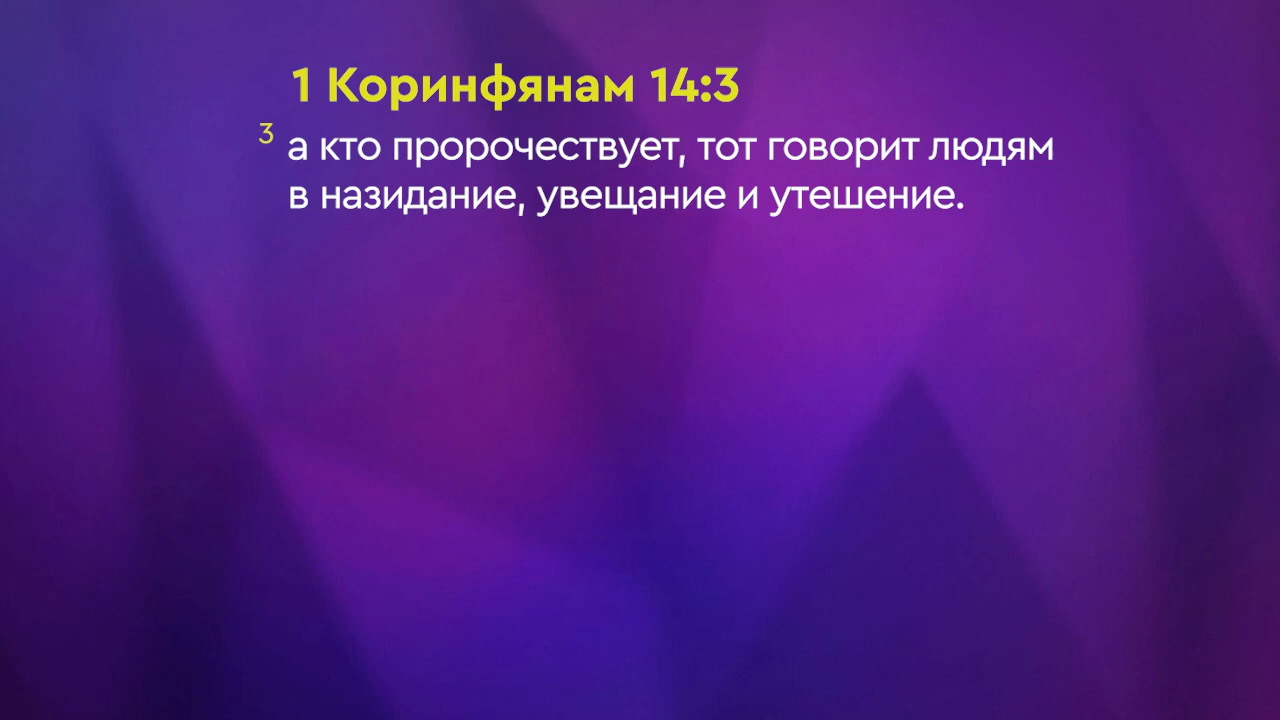 1 Коринфянам 14:3
3 а кто пророчествует, тот говорит людям
в назидание, увещание и утешение.